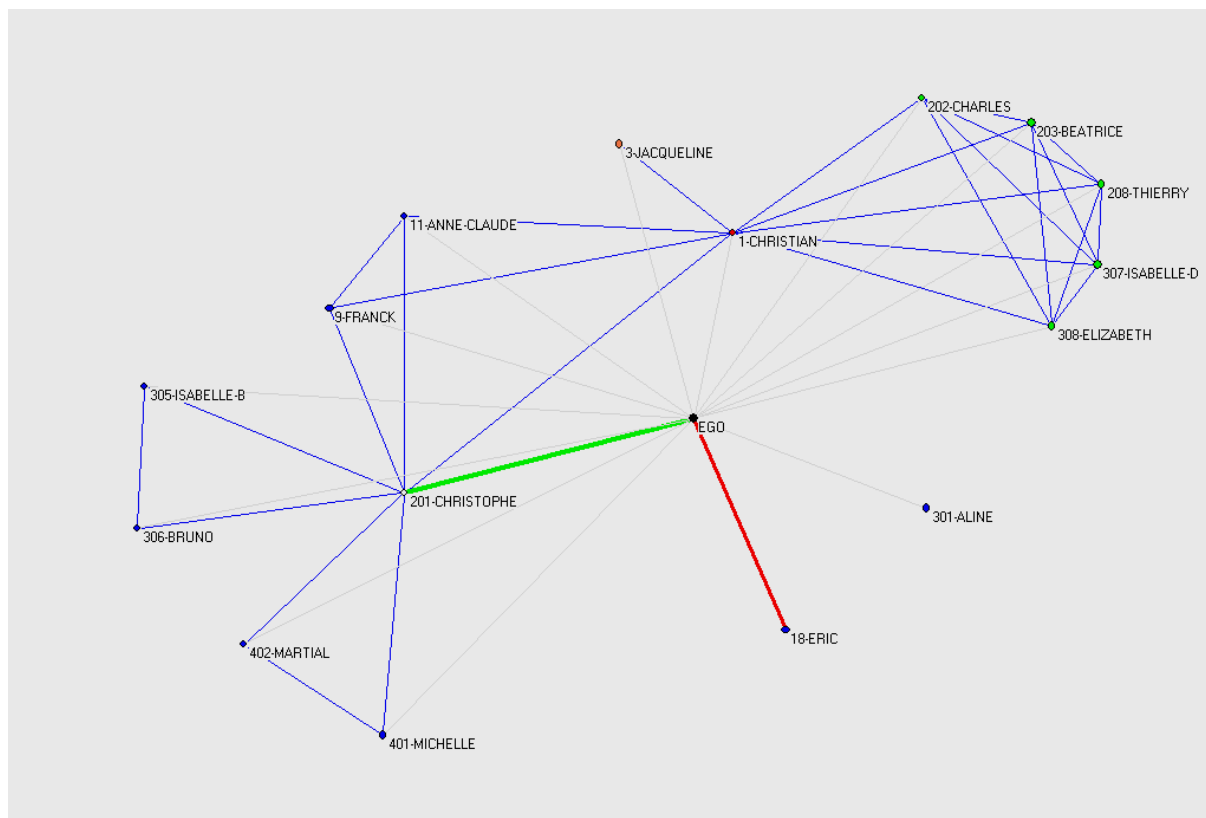 202-CHARLES
203-BEATRICE
3-JACQUELINE
208-THIERRY
11-ANNE-CLAUDE
1-CHRISTIAN
307-ISABELLE-D
9-FRANCK
308-ELIZABETH
305-ISABELLE-B
EGO
201-CHRISTOPHE
301-ALINE
306-BRUNO
18-ERIC
402-MARTIAL
401-MICHELLE